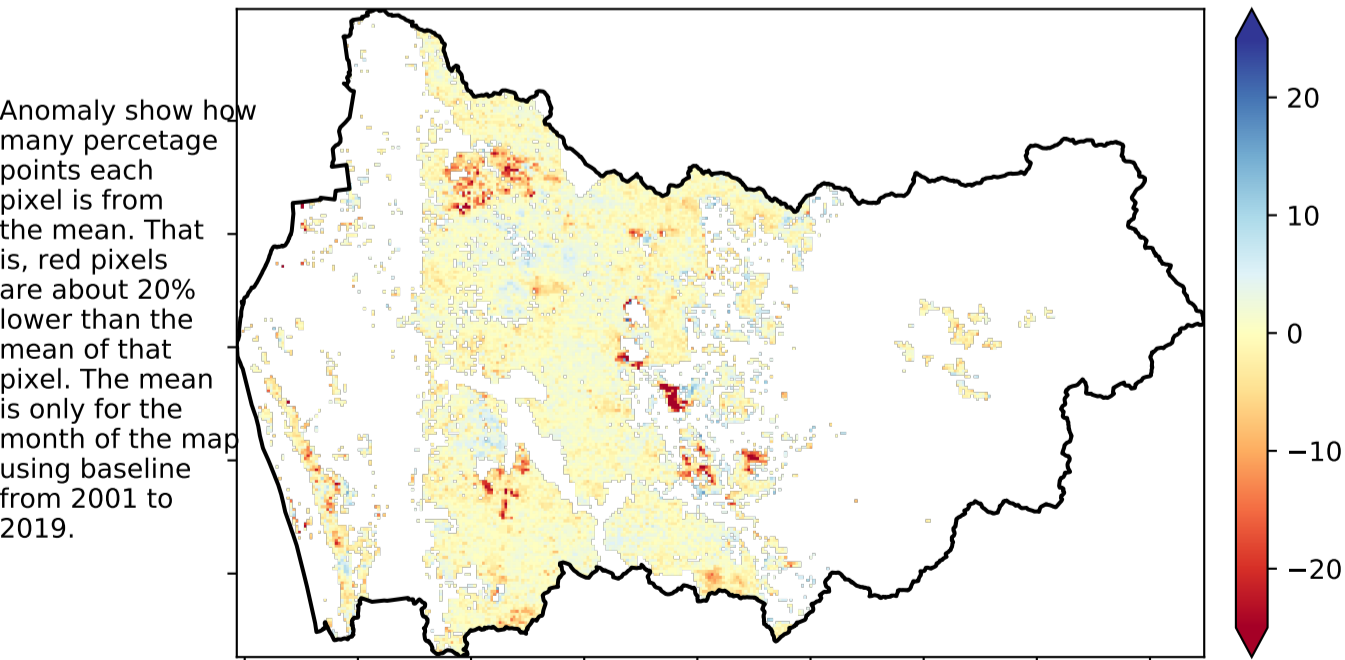 Anomaly show how
many percetage
points each
pixel is from
the mean. That
is, red pixels
are about 20%
lower than the
mean of that
pixel. The mean
is only for the
month of the map
using baseline
from 2001 to
2019.
20
10
0
−10
−20